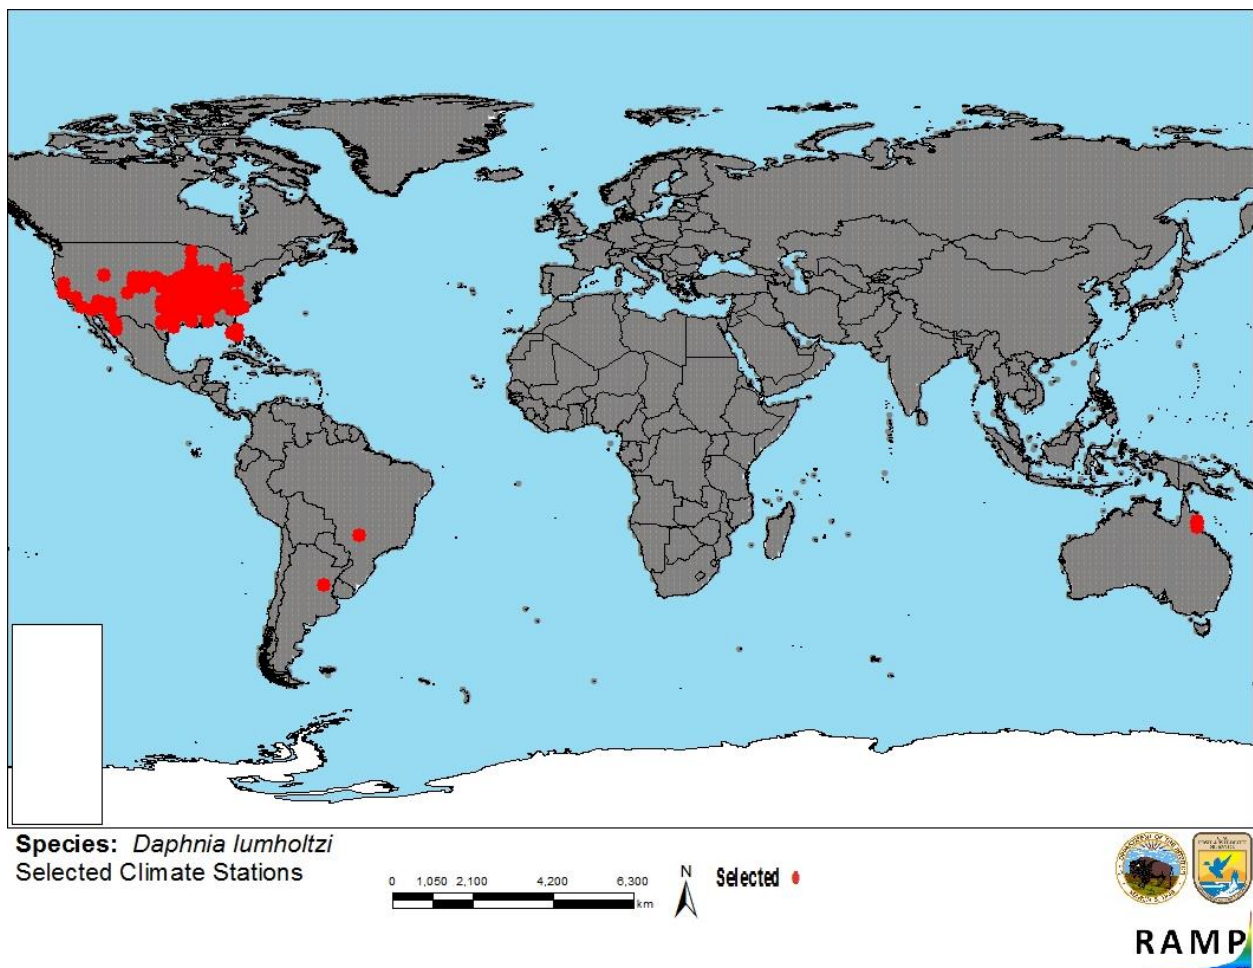 Species: Daphnia lumholtzi
Selected Climate Stations
0 1,050 2,100 4,200 6,300
km
N
Selected
RAMP